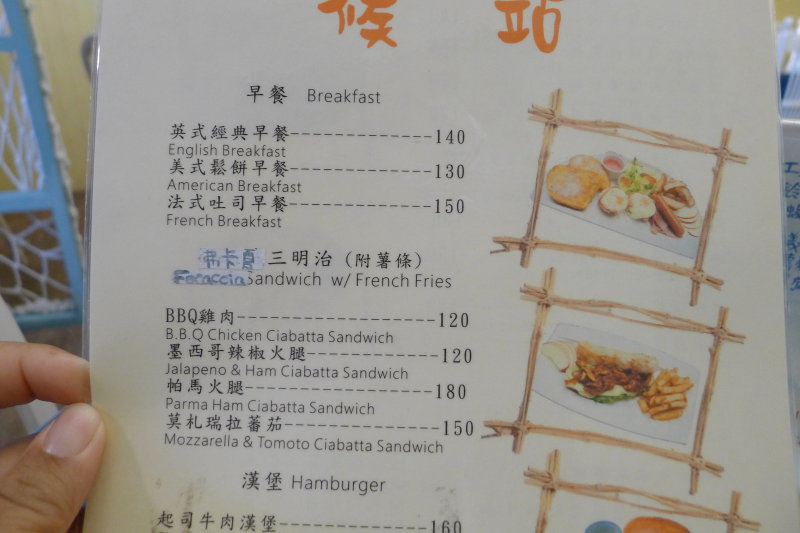 候 站
早餐 Breakfast
英式經典早餐-------------140
English Breakfast
美式鬆餅早餐-------------130
American Breakfast
法式吐司早餐-------------150
French Breakfast
弗卡夏 三明治 (附薯條)
Focaccia Sandwich w/ French Fries
BBQ雞肉------------------120
B.B.Q Chicken Ciabatta Sandwich
墨西哥辣椒火腿------------120
Jalapeno & Ham Ciabatta Sandwich
帕馬火腿-----------------180
Parma Ham Ciabatta Sandwich
莫札瑞拉蕃茄--------------150
Mozzarella & Tomoto Ciabatta Sandwich
漢堡 Hamburger
起司牛肉漢堡-------------160